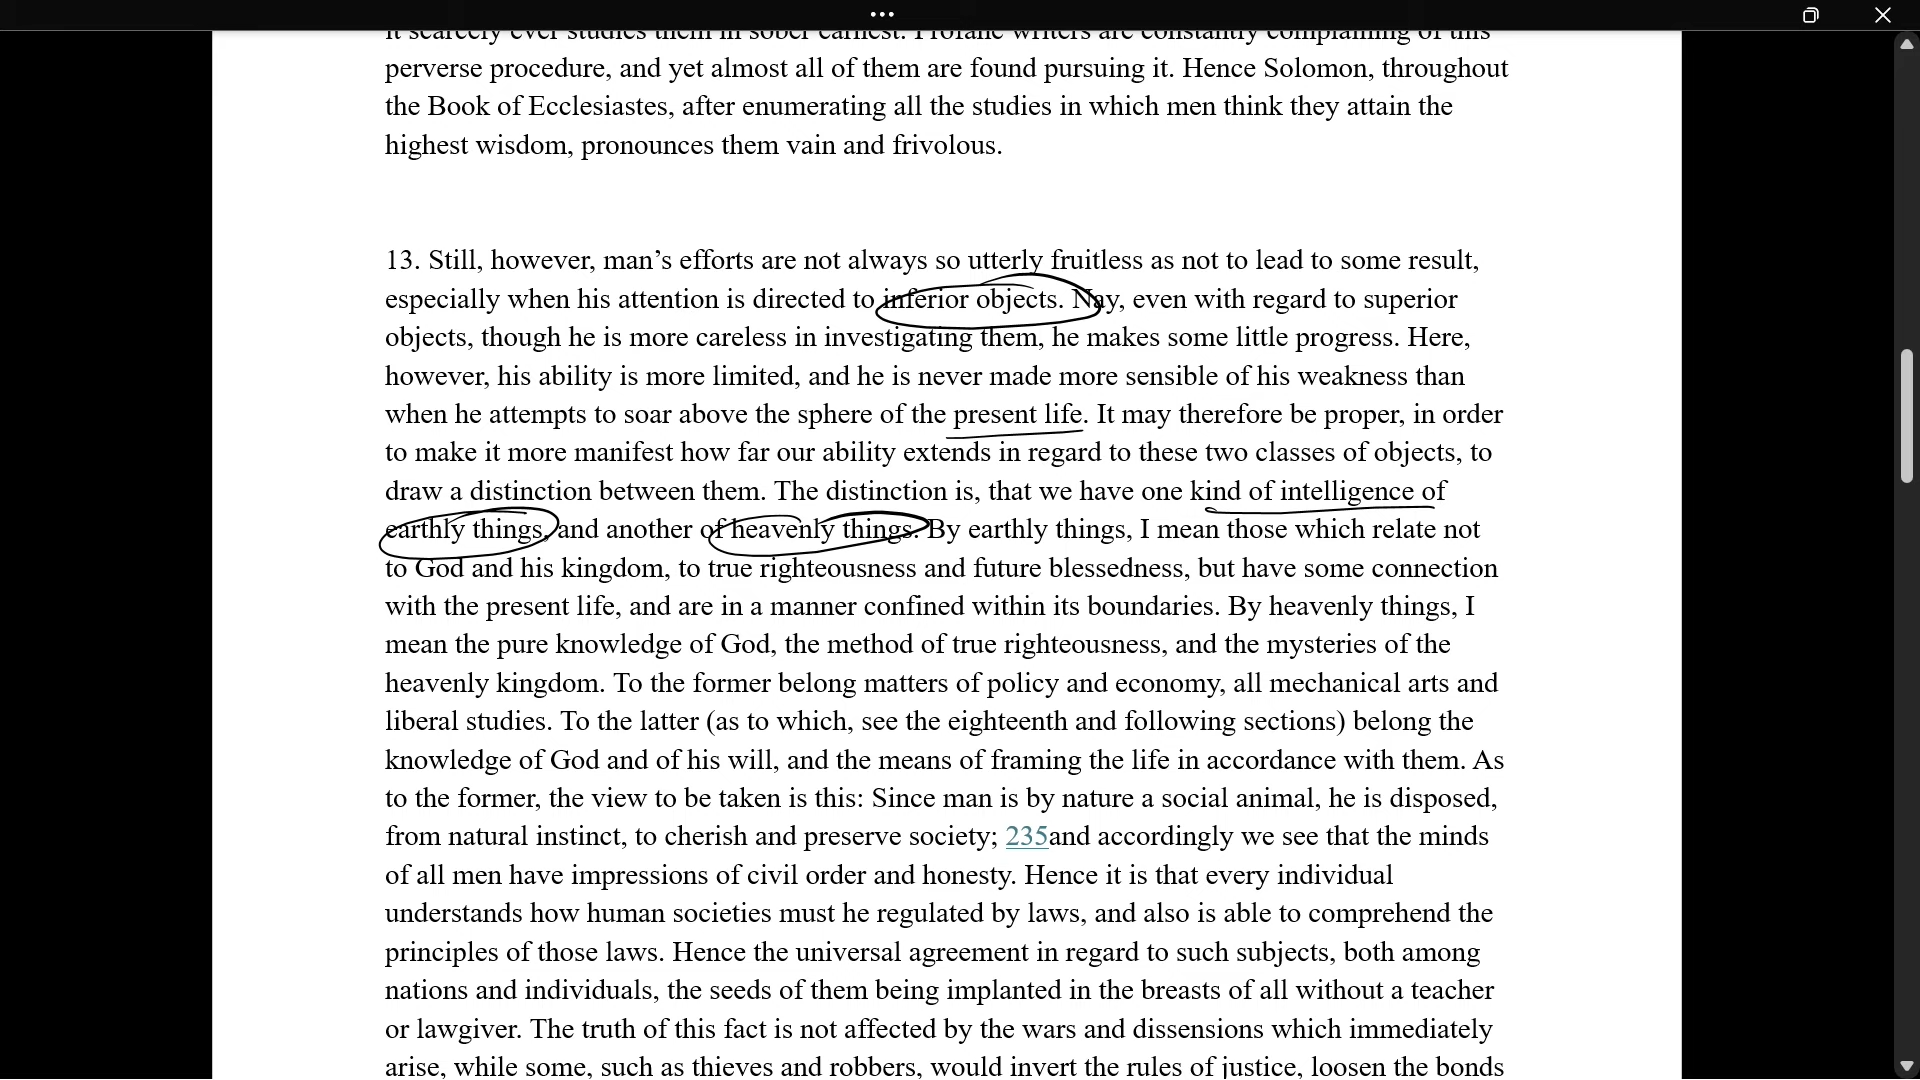 it scarcely ever studies them in sober earnest. Profane writers are constantly complaining of this
perverse procedure, and yet almost all of them are found pursuing it. Hence Solomon, throughout
the Book of Ecclesiastes, after enumerating all the studies in which men think they attain the
highest wisdom, pronounces them vain and frivolous.
13. Still, however, man’s efforts are not always so utterly fruitless as not to lead to some result,
especially when his attention is directed to inferior objects. Nay, even with regard to superior
objects, though he is more careless in investigating them, he makes some little progress. Here,
however, his ability is more limited, and he is never made more sensible of his weakness than
when he attempts to soar above the sphere of the present life. It may therefore be proper, in order
to make it more manifest how far our ability extends in regard to these two classes of objects, to
draw a distinction between them. The distinction is, that we have one kind of intelligence of
earthly things, and another of heavenly things. By earthly things, I mean those which relate not
to God and his kingdom, to true righteousness and future blessedness, but have some connection
with the present life, and are in a manner confined within its boundaries. By heavenly things, I
mean the pure knowledge of God, the method of true righteousness, and the mysteries of the
heavenly kingdom. To the former belong matters of policy and economy, all mechanical arts and
liberal studies. To the latter (as to which, see the eighteenth and following sections) belong the
knowledge of God and of his will, and the means of framing the life in accordance with them. As
to the former, the view to be taken is this: Since man is by nature a social animal, he is disposed,
from natural instinct, to cherish and preserve society; 235and accordingly we see that the minds
of all men have impressions of civil order and honesty. Hence it is that every individual
understands how human societies must he regulated by laws, and also is able to comprehend the
principles of those laws. Hence the universal agreement in regard to such subjects, both among
nations and individuals, the seeds of them being implanted in the breasts of all without a teacher
or lawgiver. The truth of this fact is not affected by the wars and dissensions which immediately
arise, while some, such as thieves and robbers, would invert the rules of justice, loosen the bonds